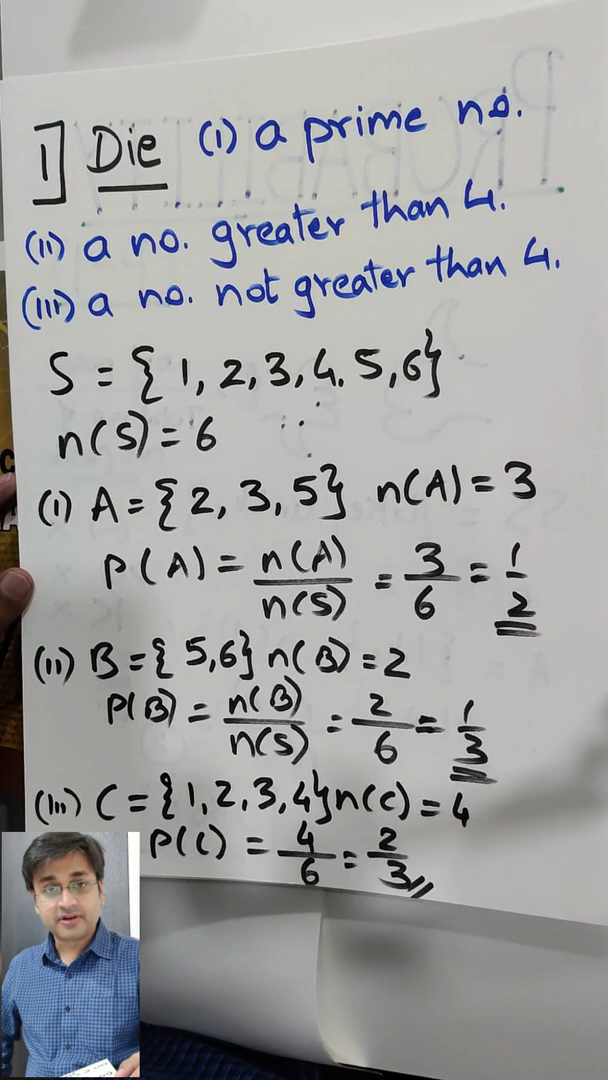 1] Die (i) a prime no.
(ii) a no. greater than 4.
(iii) a no. not greater than 4.
S = { 1, 2, 3, 4. 5, 6}
n(S) = 6
(i) A = { 2, 3, 5} n(A) = 3
P(A) = n(A)/n(S) = 3/6 = 1/2
(ii) B = { 5,6} n(B) = 2
P(B) = n(B)/n(S) = 2/6 = 1/3
(iii) C = { 1, 2, 3, 4} n(C) = 4
P(C) = 4/6 = 2/3
PROBABILITY